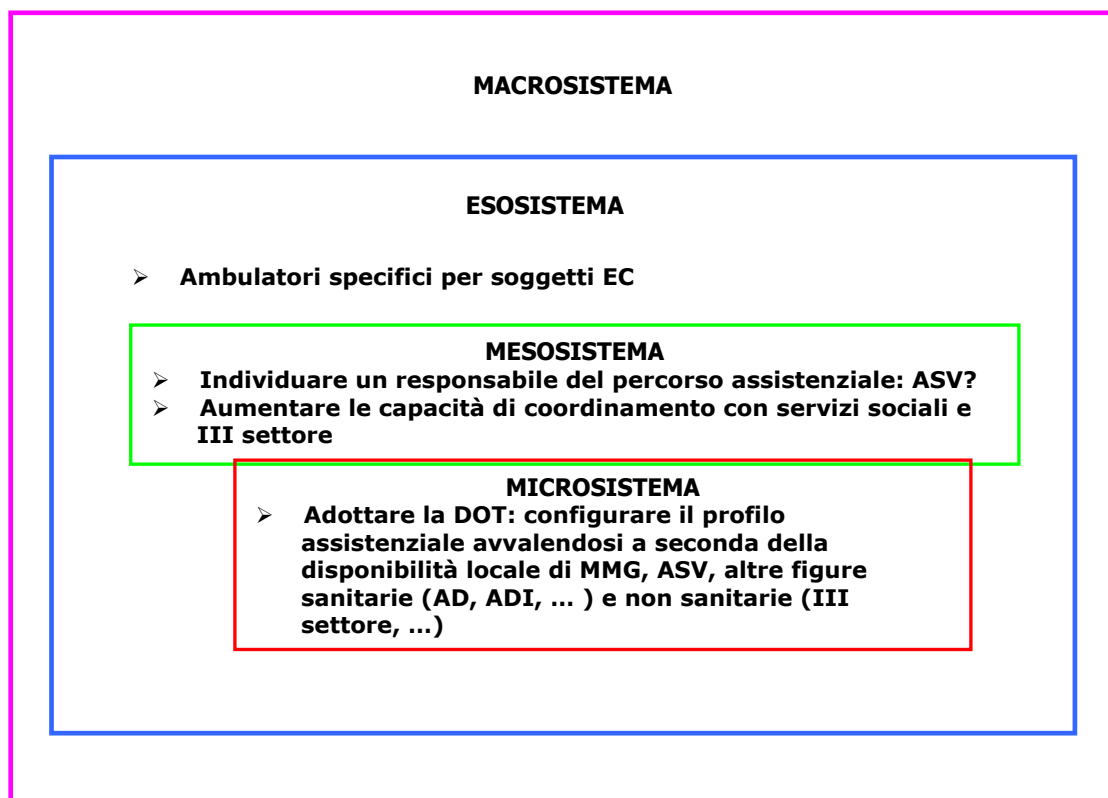 MACROSISTEMA
ESOSISTEMA
➢ Ambulatori specifici per soggetti EC
MESOSISTEMA
➢ Individuare un responsabile del percorso assistenziale: ASV?
➢ Aumentare le capacità di coordinamento con servizi sociali e
III settore
MICROSISTEMA
➢ Adottare la DOT: configurare il profilo
assistenziale avvalendosi a seconda della
disponibilità locale di MMG, ASV, altre figure
sanitarie (AD, ADI, ... ) e non sanitarie (III
settore, ...)